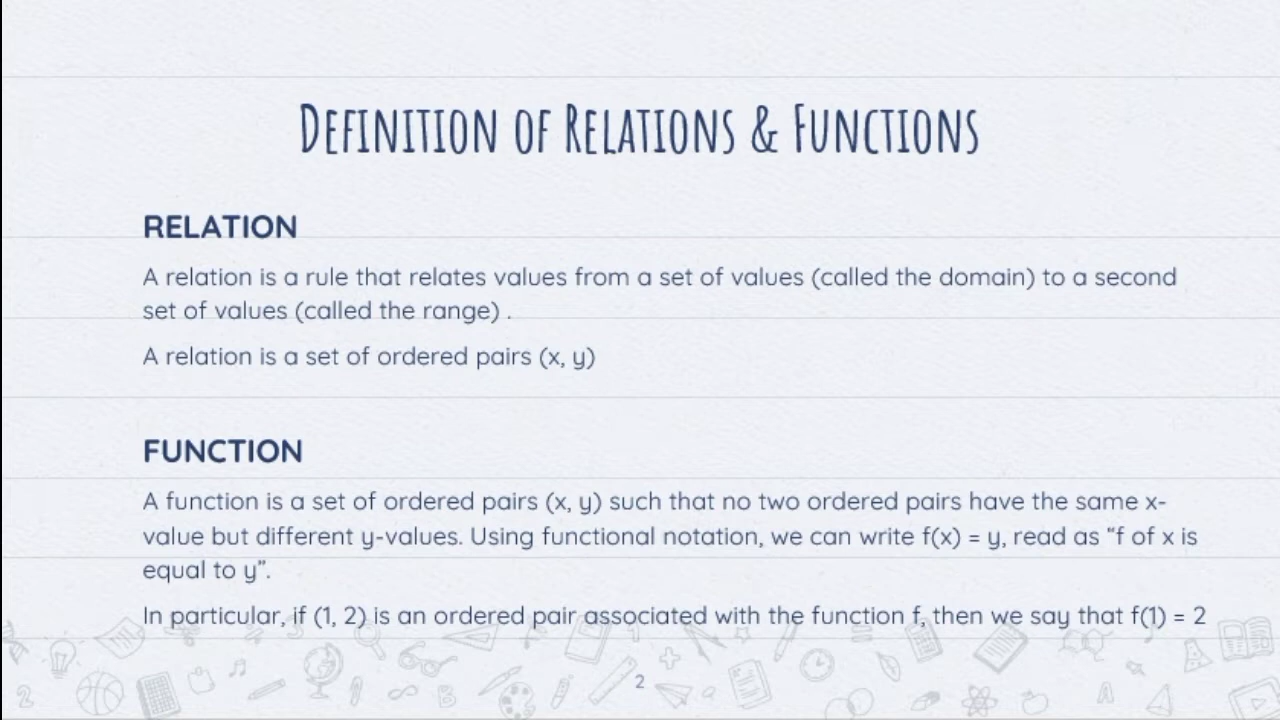 DEFINITION OF RELATIONS & FUNCTIONS
RELATION
A relation is a rule that relates values from a set of values (called the domain) to a second
set of values (called the range) .
A relation is a set of ordered pairs (x, y)
FUNCTION
A function is a set of ordered pairs (x, y) such that no two ordered pairs have the same x-
value but different y-values. Using functional notation, we can write f(x) = y, read as “f of x is
equal to y”.
In particular, if (1, 2) is an ordered pair associated with the function f, then we say that f(1) = 2
2